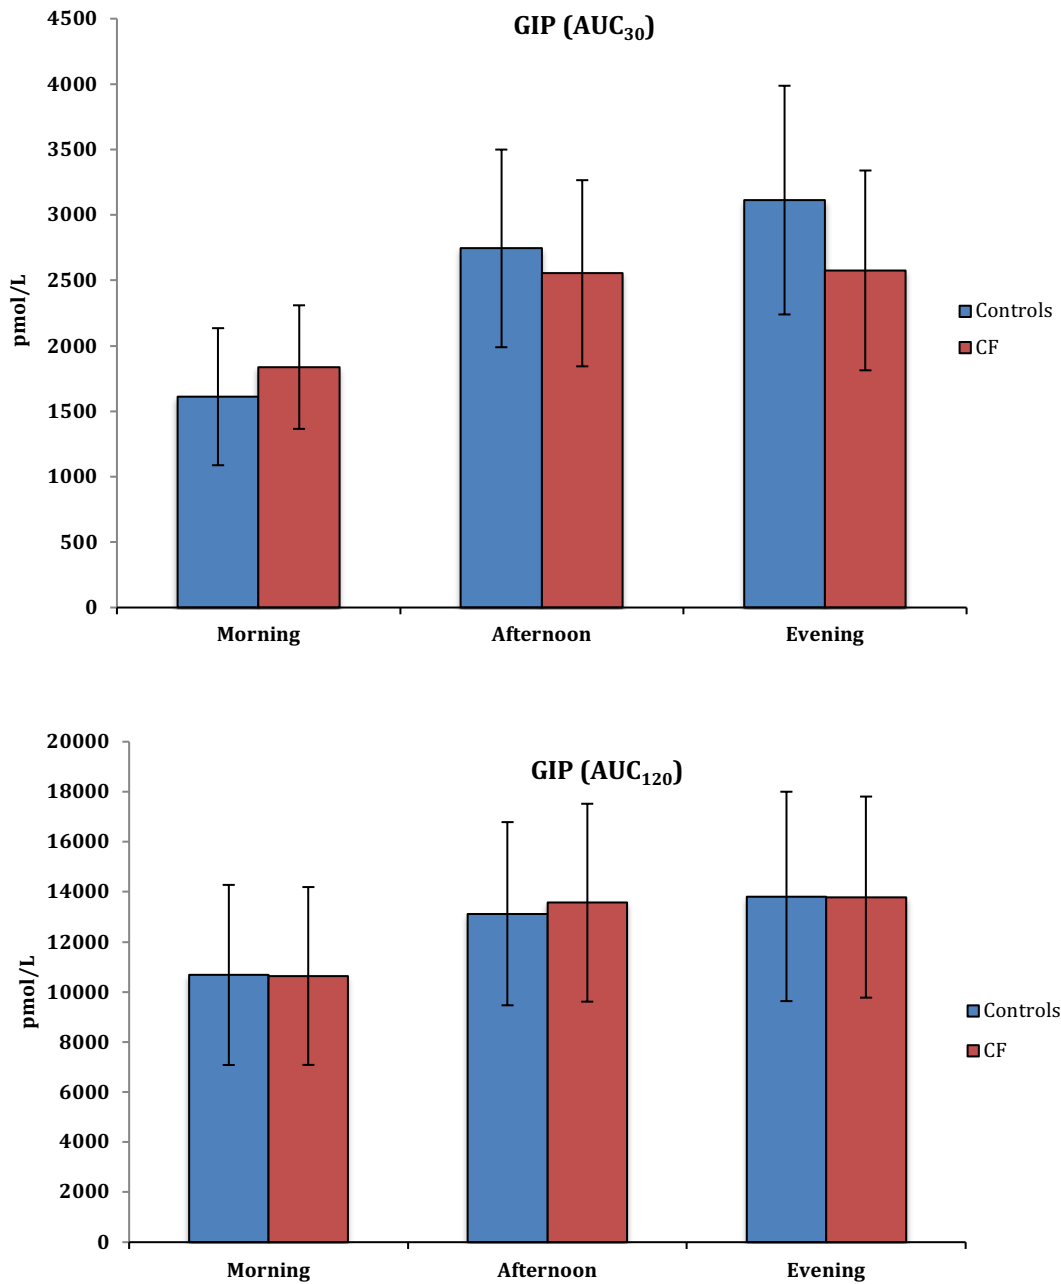 GIP (AUC30)
4500
4000
3500
3000
2500
2000
1500
1000
500
0
pmol/L
Morning Afternoon Evening
Controls
CF
GIP (AUC120)
20000
18000
16000
14000
12000
10000
8000
6000
4000
2000
0
pmol/L
Morning Afternoon Evening
Controls
CF